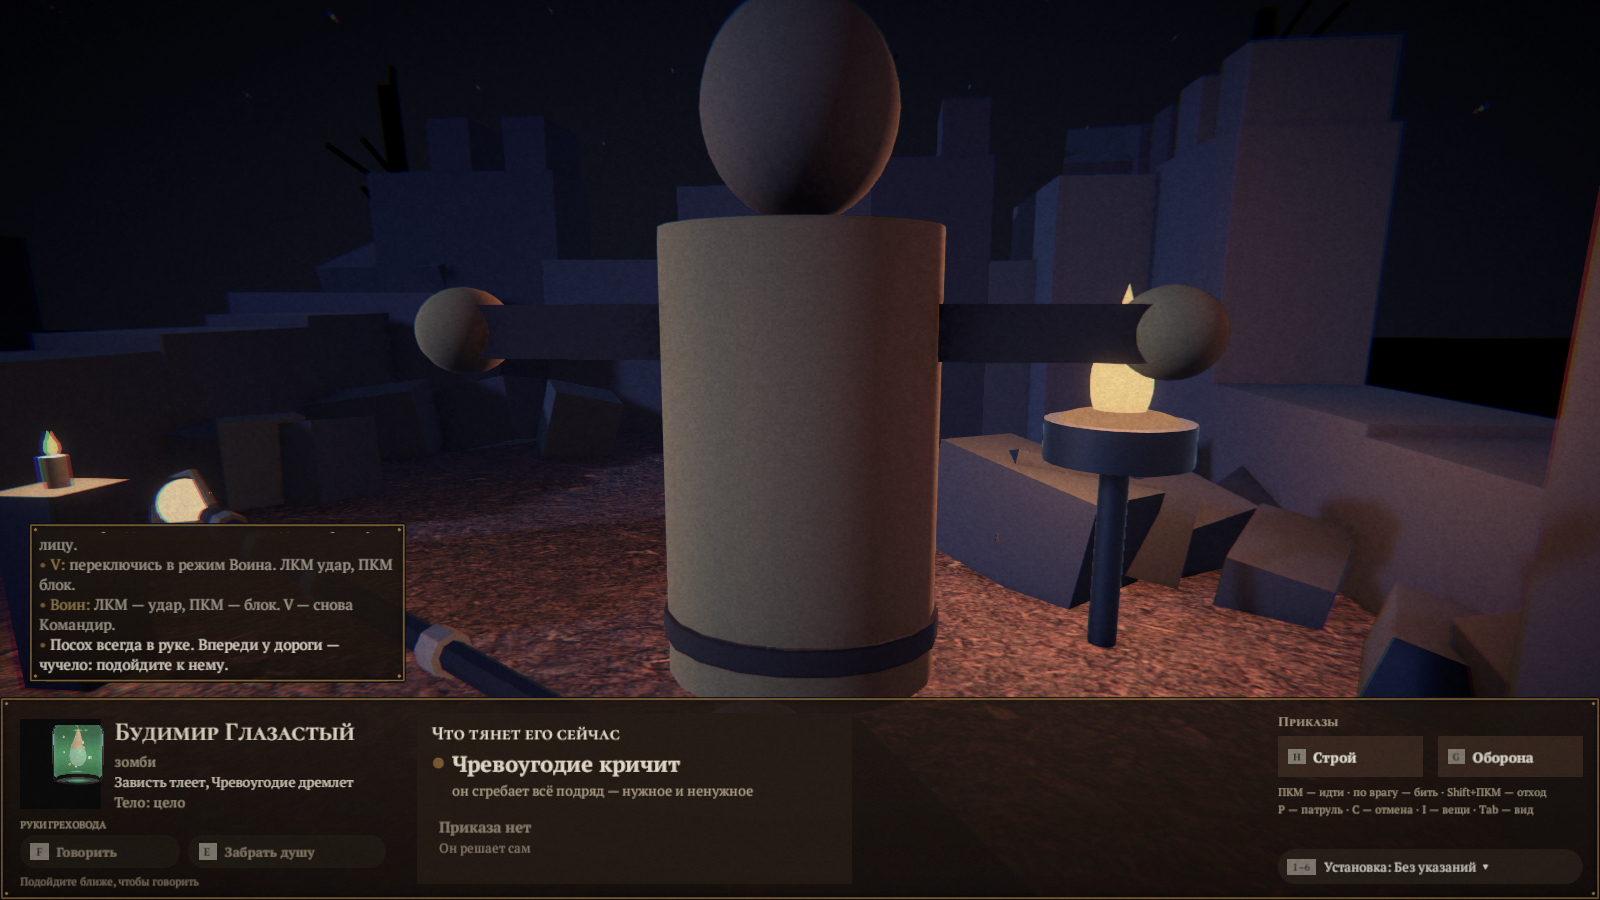 лицу.
• V: переключись в режим Воина. ЛКМ удар, ПКМ
блок.
• Воин: ЛКМ — удар, ПКМ — блок. V — снова
Командир.
• Посох всегда в руке. Впереди у дороги —
чучело: подойдите к нему.
Будимир Глазастый
зомби
Зависть тлеет, Чревоугодие дремлет
Тело: цело
РУКИ ГРЕХОВОДА
F Говорить
E Забрать душу
Подойдите ближе, чтобы говорить
Что тянет его сейчас
Чревоугодие кричит
он сгребает всё подряд — нужное и ненужное
Приказа нет
Он решает сам
Приказы
H Строй
G Оборона
ПКМ — идти · по врагу — бить · Shift+ПКМ — отход
P — патруль · C — отмена · I — вещи · Tab — вид
1–6 Установка: Без указаний ▾